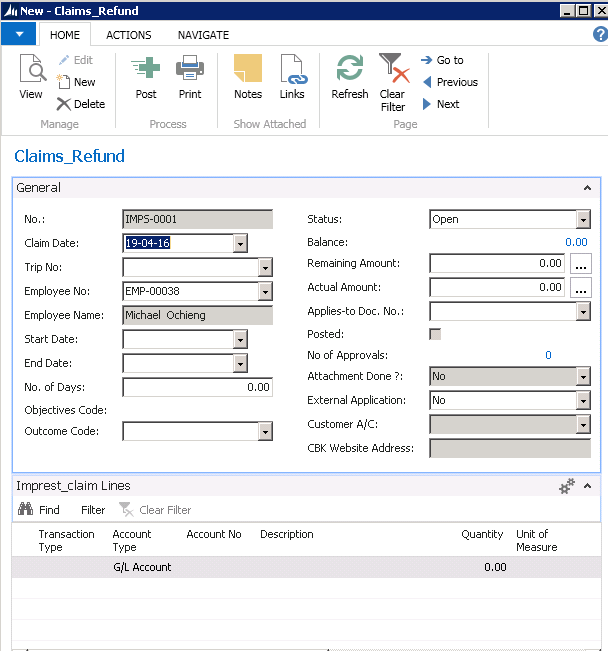 New - Claims_Refund
HOME ACTIONS NAVIGATE
?
View
Edit
New
Delete
Manage
Post
Print
Process
Notes
Links
Show Attached
Refresh
Clear
Filter
Go to
Previous
Next
Page
Claims_Refund
General
No.: IMPS-0001
Claim Date: 19-04-16
Trip No:
Employee No: EMP-00038
Employee Name: Michael Ochieng
Start Date:
End Date:
No. of Days: 0.00
Objectives Code:
Outcome Code:
Status: Open
Balance: 0.00
Remaining Amount: 0.00 ...
Actual Amount: 0.00 ...
Applies-to Doc. No.:
Posted:
No of Approvals: 0
Attachment Done ?: No
External Application: No
Customer A/C:
CBK Website Address:
Imprest_claim Lines
Find Filter Clear Filter
Transaction Type
Account Type
Account No
Description
Quantity
Unit of Measure
G/L Account 0.00